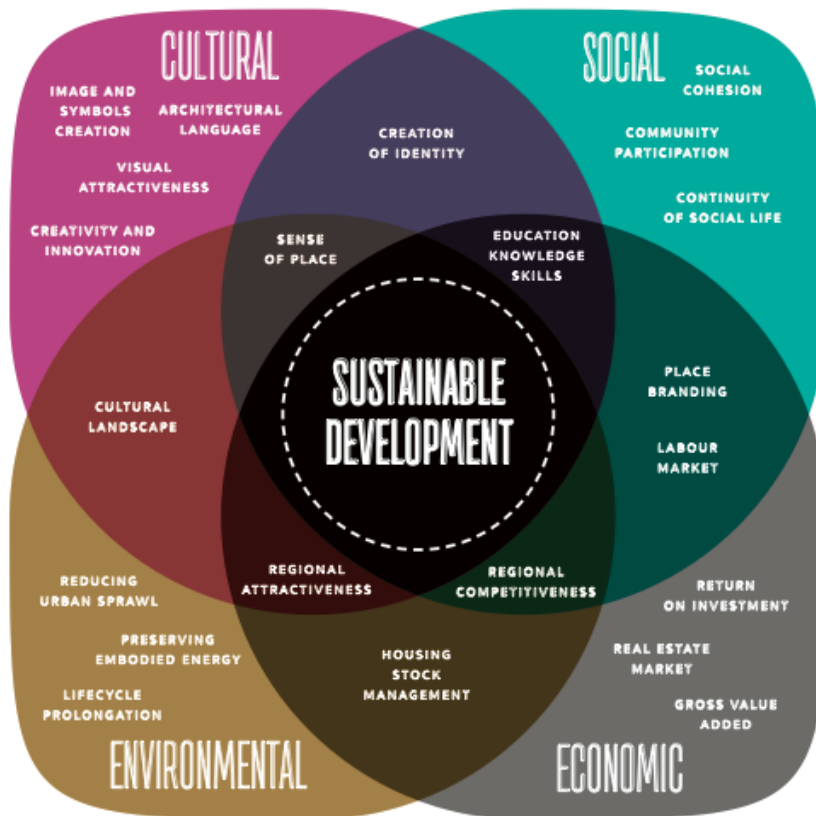 CULTURAL
IMAGE AND
SYMBOLS
CREATION
ARCHITECTURAL
LANGUAGE
VISUAL
ATTRACTIVENESS
CREATIVITY AND
INNOVATION
CREATION
OF IDENTITY
SOCIAL
SOCIAL
COHESION
COMMUNITY
PARTICIPATION
CONTINUITY
OF SOCIAL LIFE
SENSE
OF PLACE
EDUCATION
KNOWLEDGE
SKILLS
CULTURAL
LANDSCAPE
SUSTAINABLE
DEVELOPMENT
PLACE
BRANDING
LABOUR
MARKET
REGIONAL
ATTRACTIVENESS
REGIONAL
COMPETITIVENESS
REDUCING
URBAN SPRAWL
PRESERVING
EMBODIED ENERGY
LIFECYCLE
PROLONGATION
ENVIRONMENTAL
HOUSING
STOCK
MANAGEMENT
RETURN
ON INVESTMENT
REAL ESTATE
MARKET
GROSS VALUE
ADDED
ECONOMIC